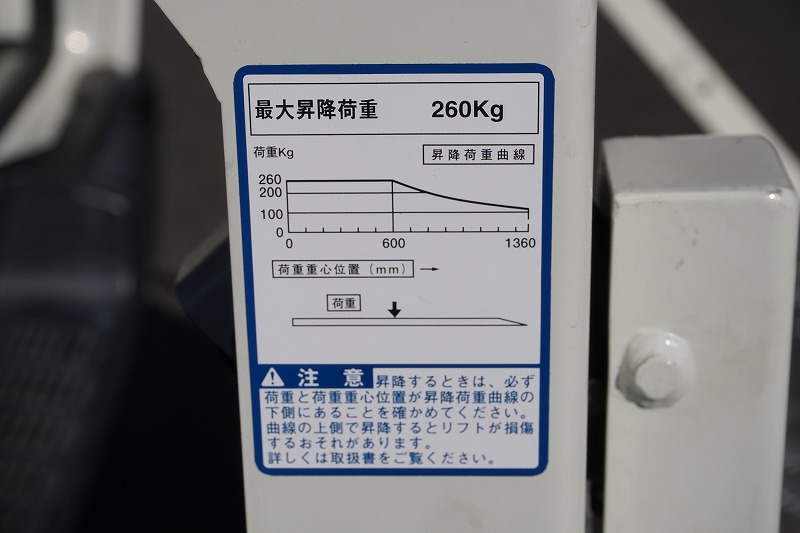 最大昇降荷重 260Kg
荷重Kg
昇降荷重曲線
260
200
100
0
0 600 1360
荷重重心位置(mm)
荷重
注意 昇降するときは、必ず
荷重と荷重重心位置が昇降荷重曲線の
下側にあることを確かめてください。
曲線の上側で昇降するとリフトが損傷
するおそれがあります。
詳しくは取扱書をご覧ください。